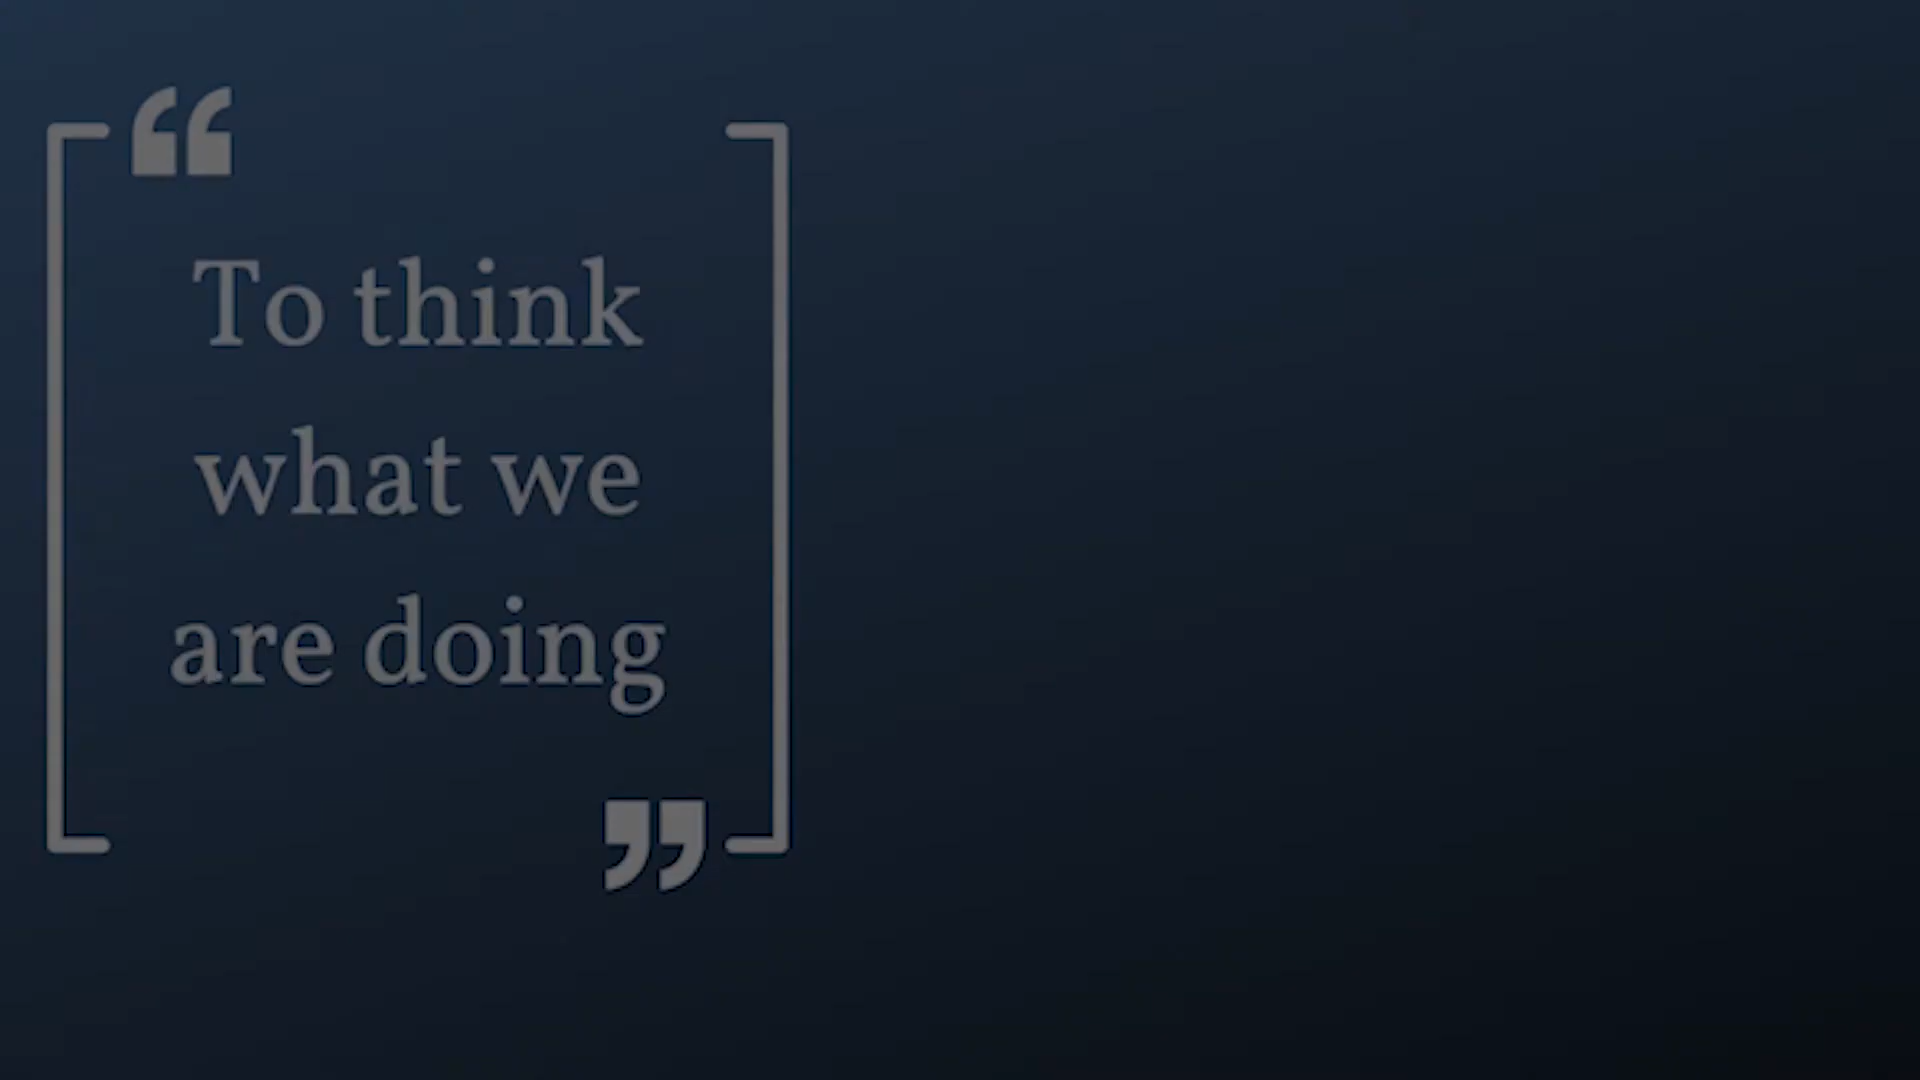 “
To think
what we
are doing
”